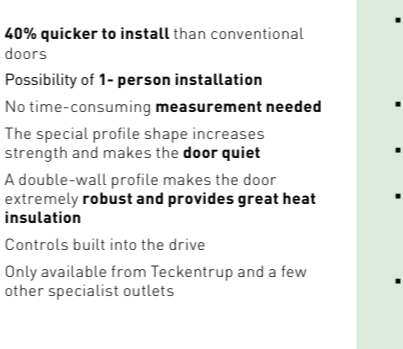 40% quicker to install than conventional
doors
Possibility of 1- person installation
No time-consuming measurement needed
The special profile shape increases
strength and makes the door quiet
A double-wall profile makes the door
extremely robust and provides great heat
insulation
Controls built into the drive
Only available from Teckentrup and a few
other specialist outlets